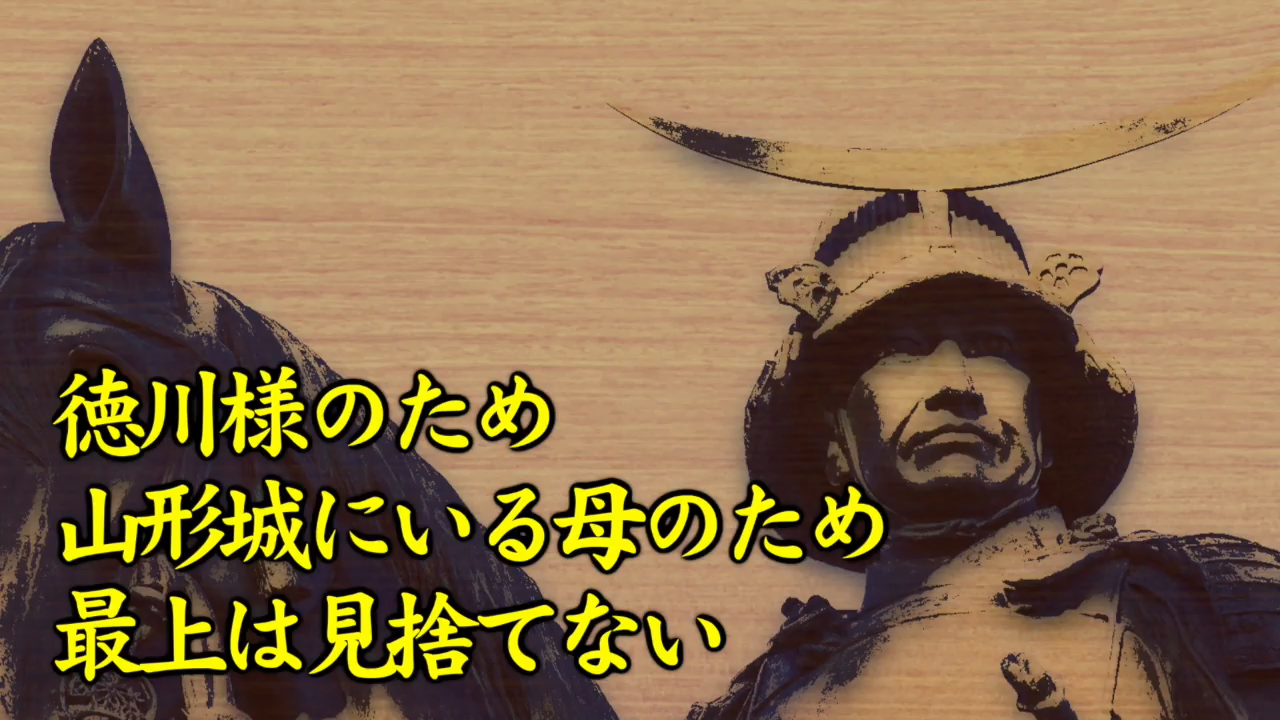 徳川様のため
山形城にいる母のため
最上は見捨てない